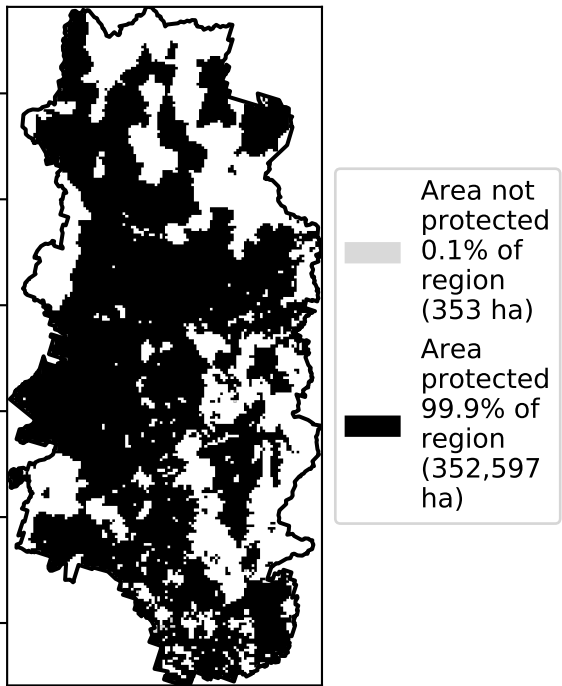 Area not
protected
0.1% of
region
(353 ha)
Area
protected
99.9% of
region
(352,597
ha)